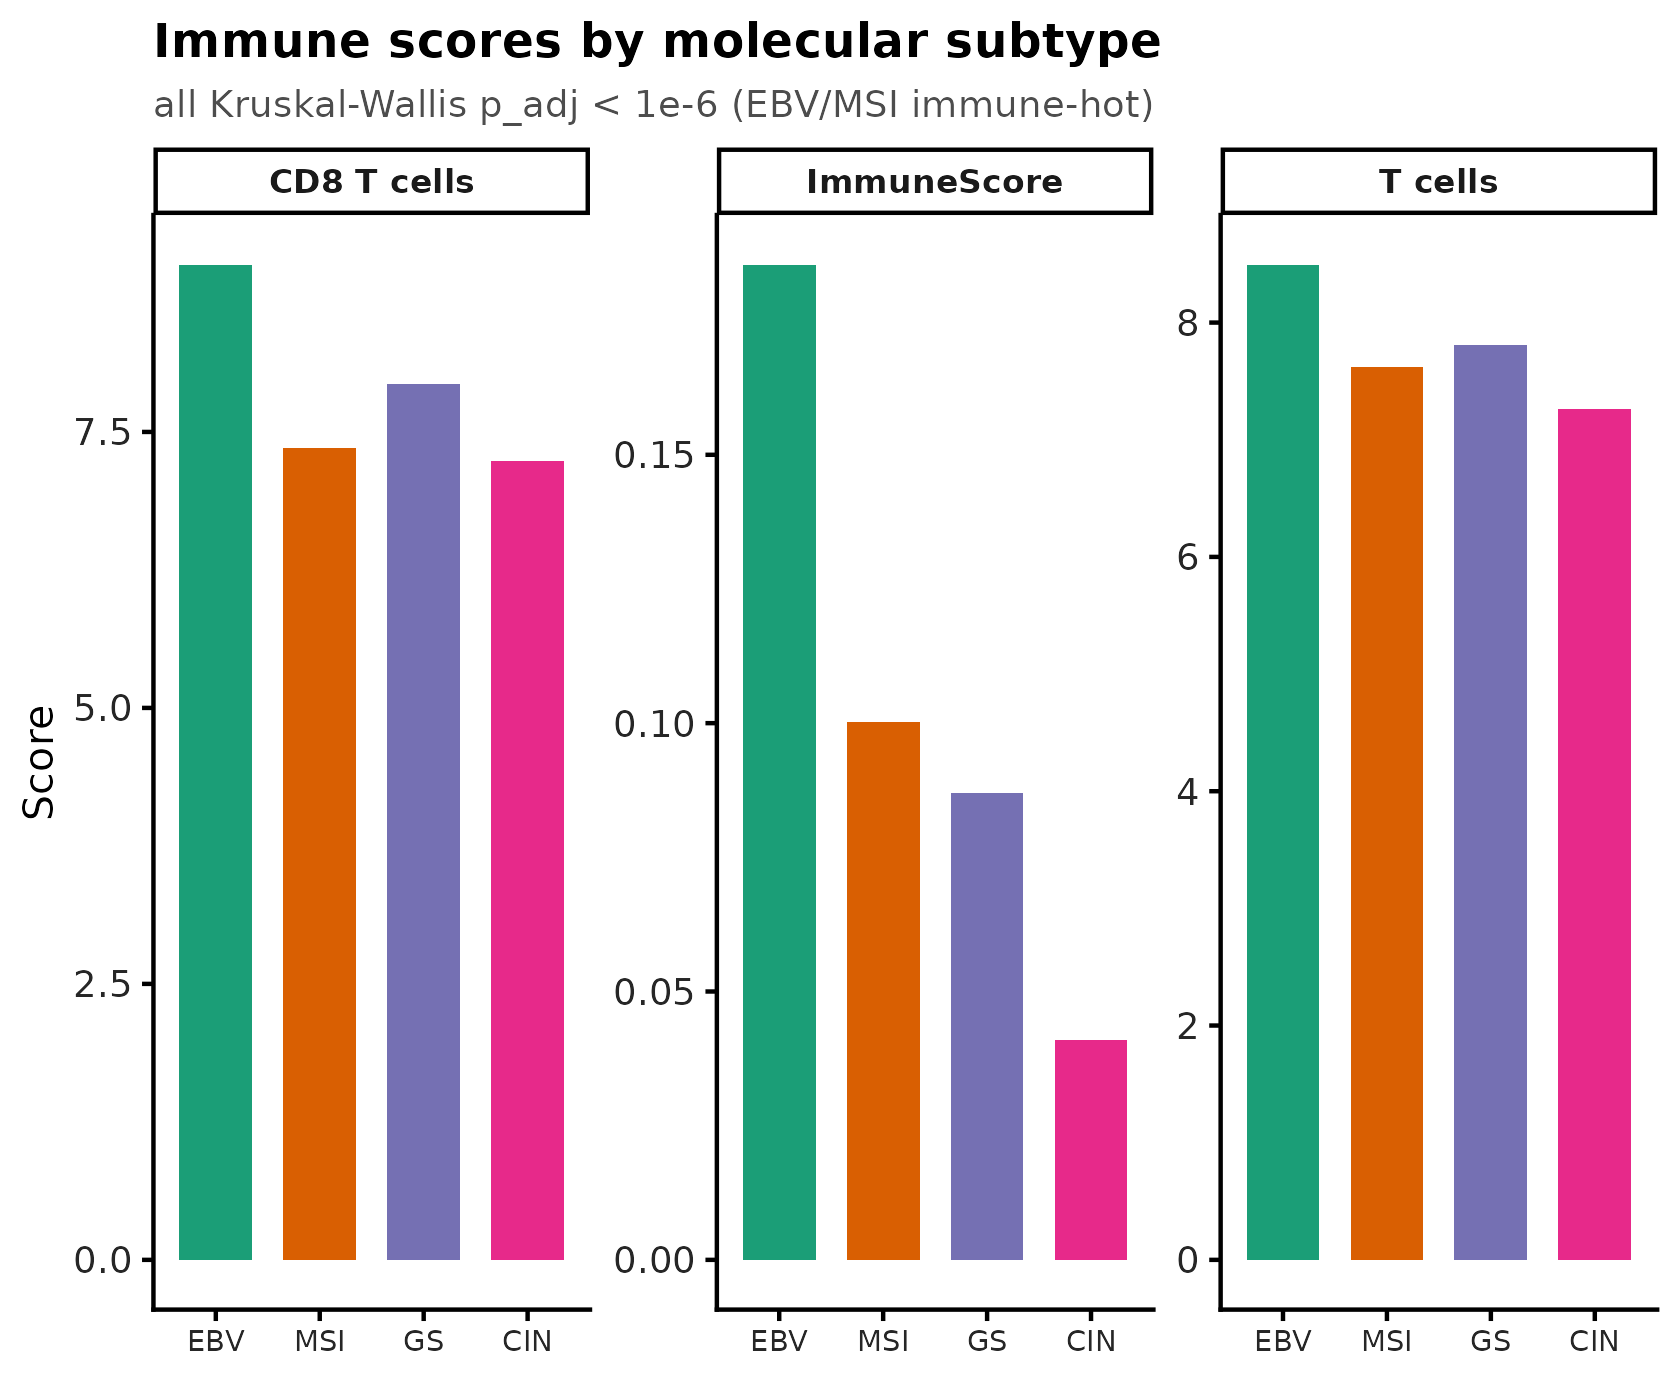 Immune scores by molecular subtype
all Kruskal-Wallis p_adj < 1e-6 (EBV/MSI immune-hot)
CD8 T cells
ImmuneScore
T cells
Score
7.5
5.0
2.5
0.0
0.15
0.10
0.05
0.00
8
6
4
2
0
EBV MSI GS CIN
EBV MSI GS CIN
EBV MSI GS CIN